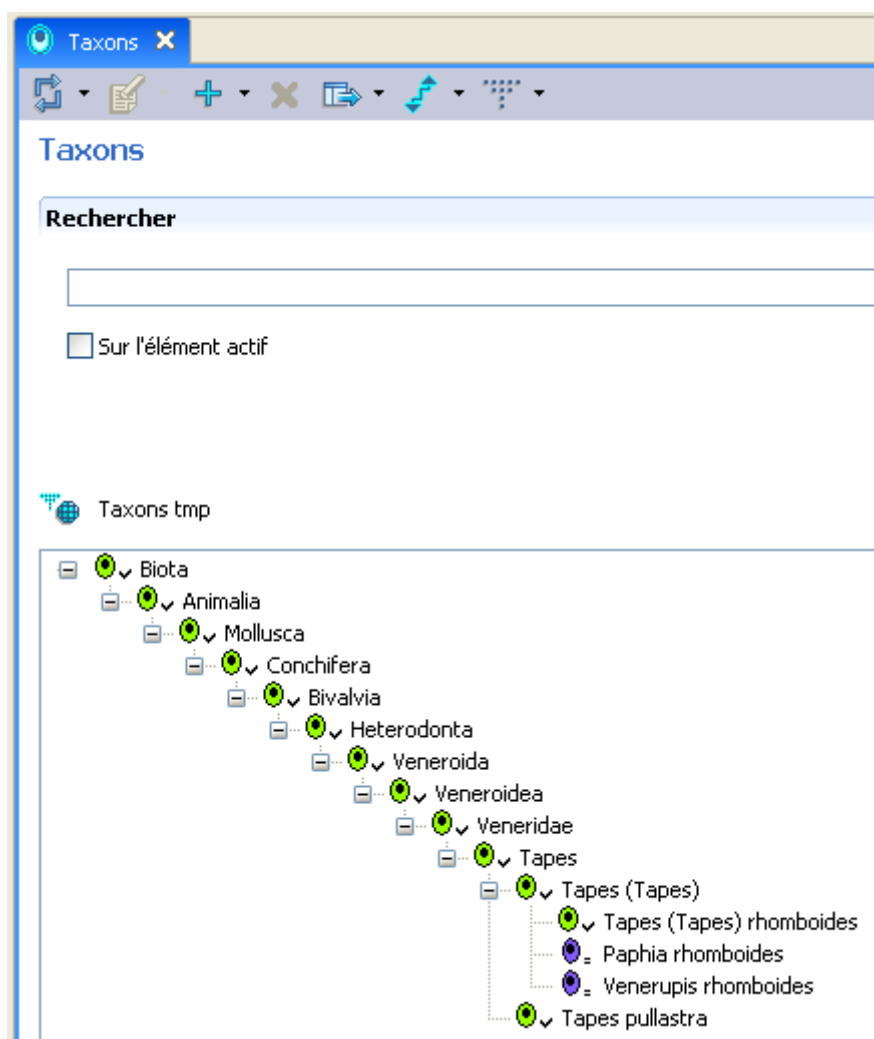 Taxons
Taxons
Rechercher
Sur l'élément actif
Taxons tmp
Biota
Animalia
Mollusca
Conchifera
Bivalvia
Heterodonta
Veneroida
Veneroidea
Veneridae
Tapes
Tapes (Tapes)
Tapes (Tapes) rhomboides
Paphia rhomboides
Venerupis rhomboides
Tapes pullastra